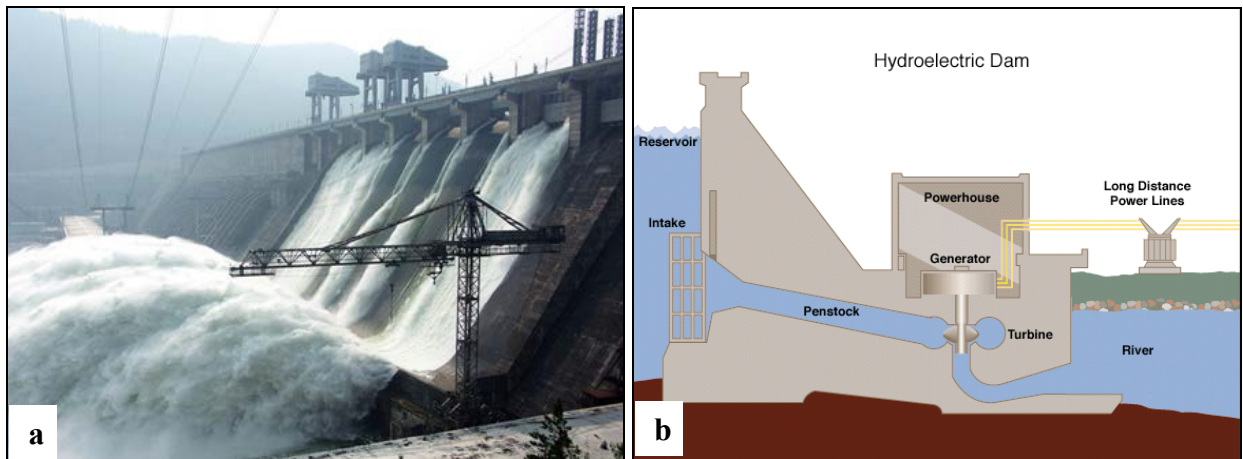 a
Hydroelectric Dam
Reservoir
Intake
Powerhouse
Long Distance
Power Lines
Generator
Penstock
Turbine
River
b